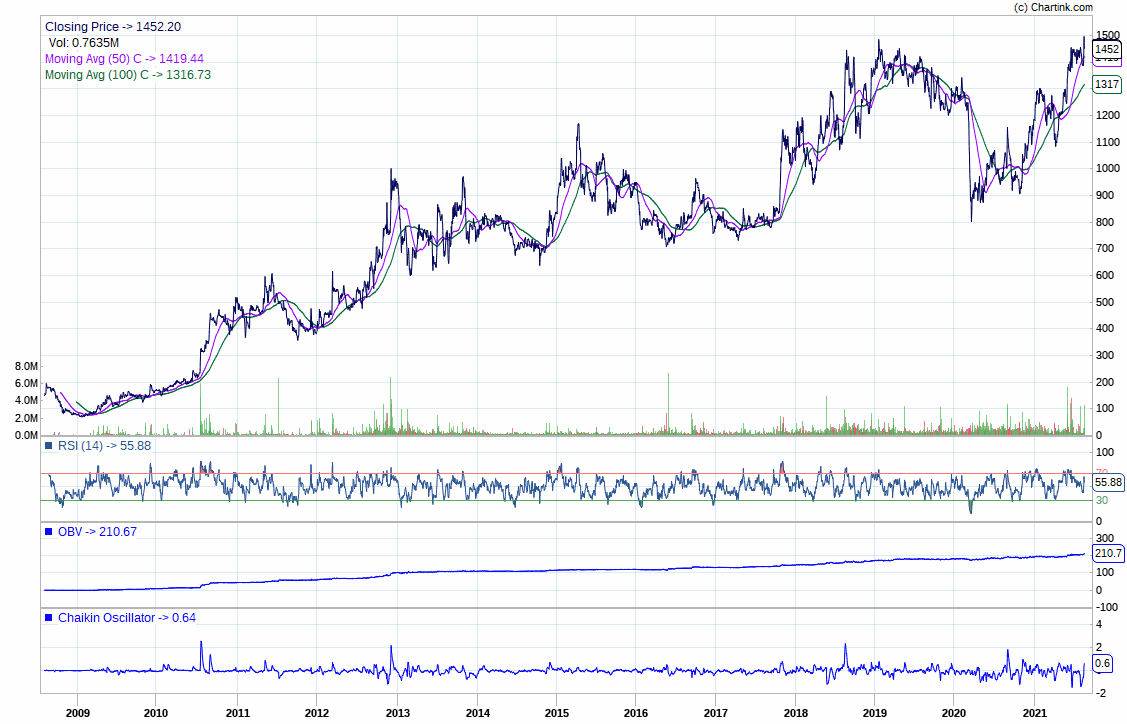 (c) Chartink.com
Closing Price -> 1452.20
Vol: 0.7635M
Moving Avg (50) C -> 1419.44
Moving Avg (100) C -> 1316.73
1500
1452
1419
1317
1200
1100
1000
900
800
700
600
500
400
300
200
100
0
8.0M
6.0M
4.0M
2.0M
0.0M
RSI (14) -> 55.88
100
70
55.88
30
0
OBV -> 210.67
300
210.7
100
0
-100
Chaikin Oscillator -> 0.64
4
2
0.6
-2
2009 2010 2011 2012 2013 2014 2015 2016 2017 2018 2019 2020 2021